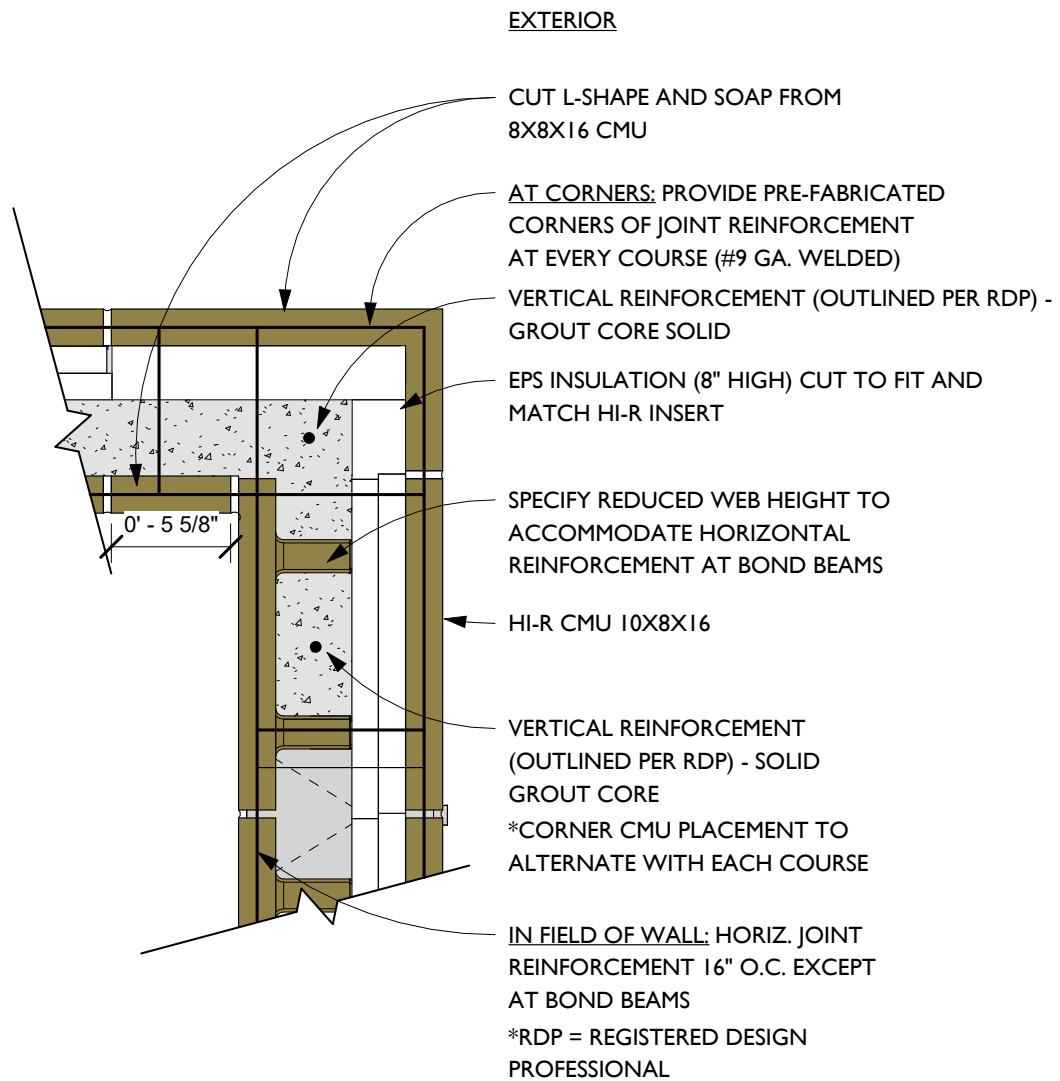 EXTERIOR
CUT L-SHAPE AND SOAP FROM
8X8X16 CMU
AT CORNERS: PROVIDE PRE-FABRICATED
CORNERS OF JOINT REINFORCEMENT
AT EVERY COURSE (#9 GA. WELDED)
VERTICAL REINFORCEMENT (OUTLINED PER RDP) -
GROUT CORE SOLID
EPS INSULATION (8" HIGH) CUT TO FIT AND
MATCH HI-R INSERT
SPECIFY REDUCED WEB HEIGHT TO
ACCOMMODATE HORIZONTAL
REINFORCEMENT AT BOND BEAMS
0' - 5 5/8"
HI-R CMU 10X8X16
VERTICAL REINFORCEMENT
(OUTLINED PER RDP) - SOLID
GROUT CORE
*CORNER CMU PLACEMENT TO
ALTERNATE WITH EACH COURSE
IN FIELD OF WALL: HORIZ. JOINT
REINFORCEMENT 16" O.C. EXCEPT
AT BOND BEAMS
*RDP = REGISTERED DESIGN
PROFESSIONAL